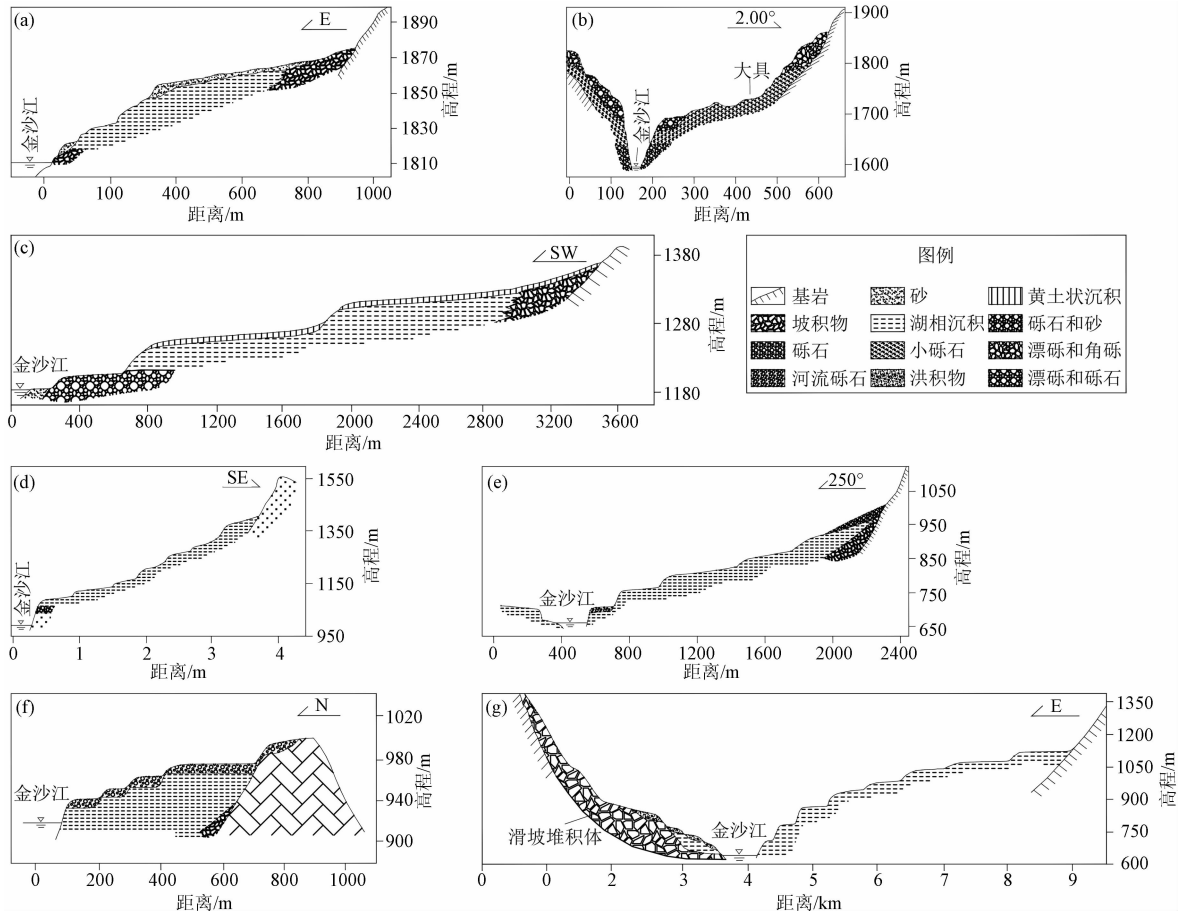 (a)
E
1890
1870
1850
1830
1810
高程/m
金沙江
0 200 400 600 800 1000
距离/m
(b)
2.00°
1900
1800
1700
1600
高程/m
大具
金沙江
0 100 200 300 400 500 600
距离/m
(c)
SW
1380
1280
1180
高程/m
金沙江
0 400 1200 2000 2800 3200 3600
距离/m
图例
基岩 砂 黄土状沉积
坡积物 湖相沉积 砾石和砂
砾石 小砾石 漂砾和角砾
河流砾石 洪积物 漂砾和砾石
(d)
SE
1550
1350
1150
950
高程/m
金沙江
0 1 2 3 4
距离/m
(e)
250°
1050
950
850
750
650
高程/m
金沙江
0 400 800 1200 1600 2000 2400
距离/m
(f)
N
1020
980
940
900
高程/m
金沙江
0 200 400 600 800 1000
距离/m
(g)
E
1350
1200
1050
900
750
600
高程/m
滑坡堆积体
金沙江
0 0 2 3 4 5 6 7 8 9
距离/km